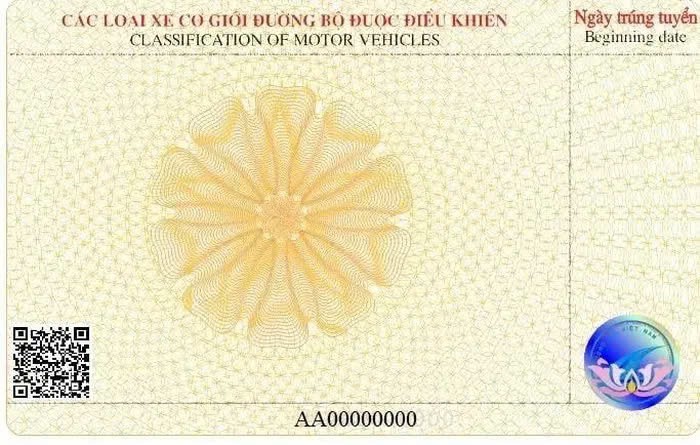 CÁC LOẠI XE CƠ GIỚI ĐƯỜNG BỘ ĐƯỢC ĐIỀU KHIỂN
CLASSIFICATION OF MOTOR VEHICLES
Ngày trúng tuyển
Beginning date
VIỆT NAM
AA00000000